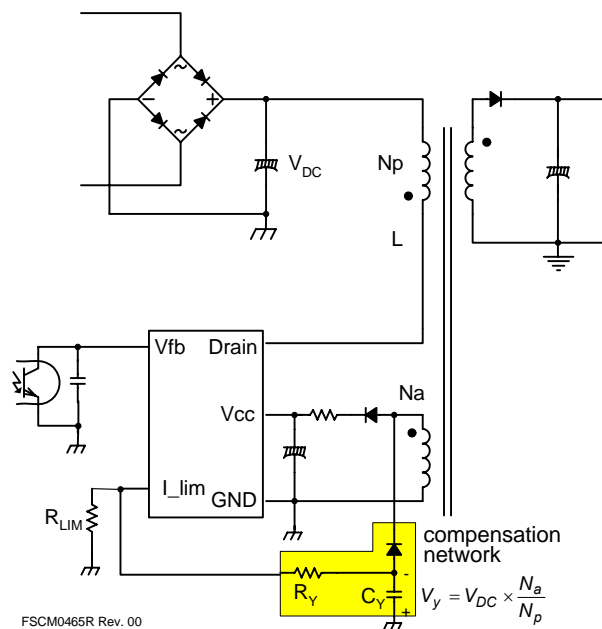 ~
− +
~
V_DC
Np
L
Vfb Drain
Na
Vcc
I_lim
GND
R_LIM
compensation
network
R_Y
-
C_Y
+
V_y = V_DC × N_a / N_p
FSCM0465R Rev. 00